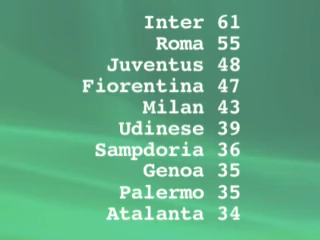 Inter 61
Roma 55
Juventus 48
Fiorentina 47
Milan 43
Udinese 39
Sampdoria 36
Genoa 35
Palermo 35
Atalanta 34